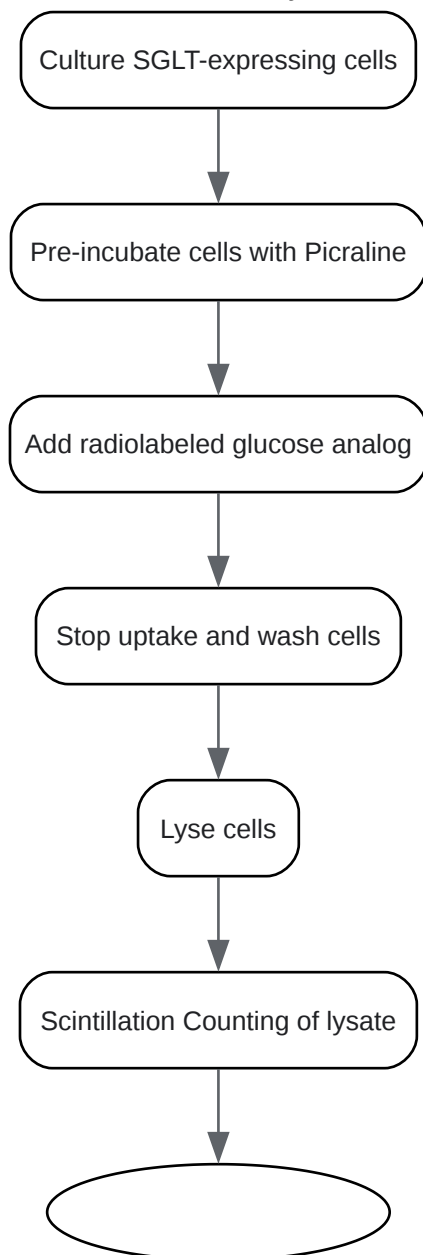 Culture SGLT-expressing cells
Pre-incubate cells with Picraline
Add radiolabeled glucose analog
Stop uptake and wash cells
Lyse cells
Scintillation Counting of lysate